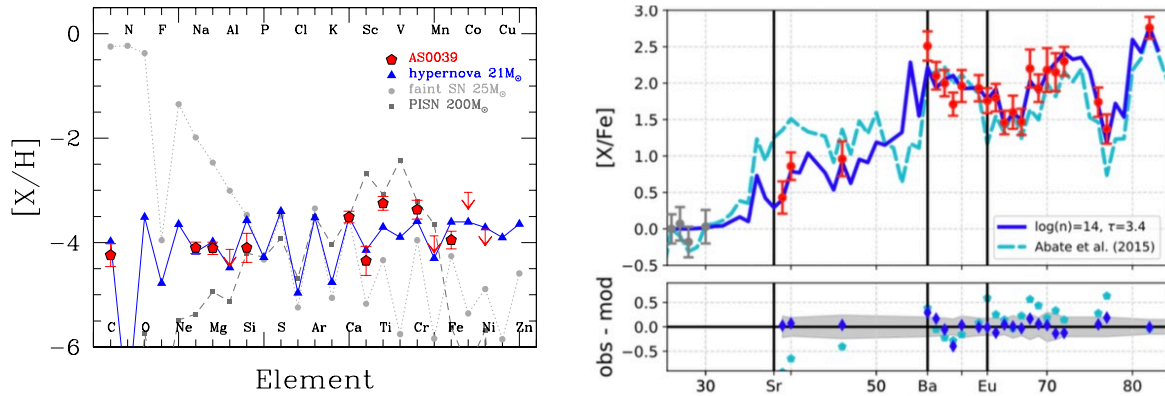 0
N F Na Al P Cl K Sc V Mn Co Cu
AS0039
hypernova 21M☉
faint SN 25M☉
PISN 200M☉
−2
[X/H]
−4
C O Ne Mg Si S Ar Ca Ti Cr Fe Ni Zn
−6
Element
3.0
2.5
2.0
[X/Fe]
1.5
1.0
0.5
0.0
−0.5
log(n)=14, τ=3.4
Abate et al. (2015)
obs - mod
0.5
0.0
−0.5
30 Sr 50 Ba Eu 70 80